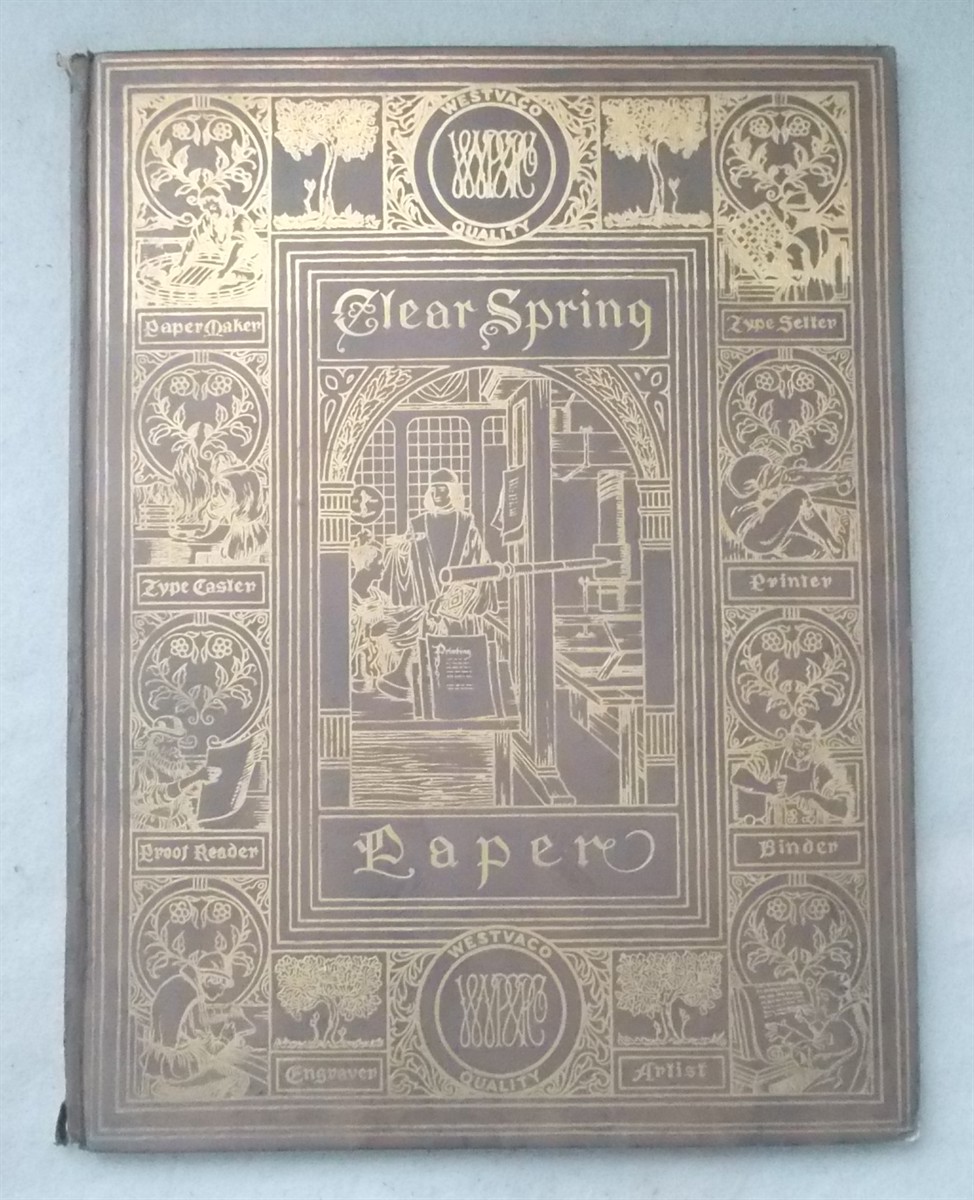 WESTVACO
QUALITY
Clear Spring
Paper Maker
Type Setter
Type Caster
Printer
Printing
Proof Reader
Binder
Paper
WESTVACO
QUALITY
Engraver
Artist